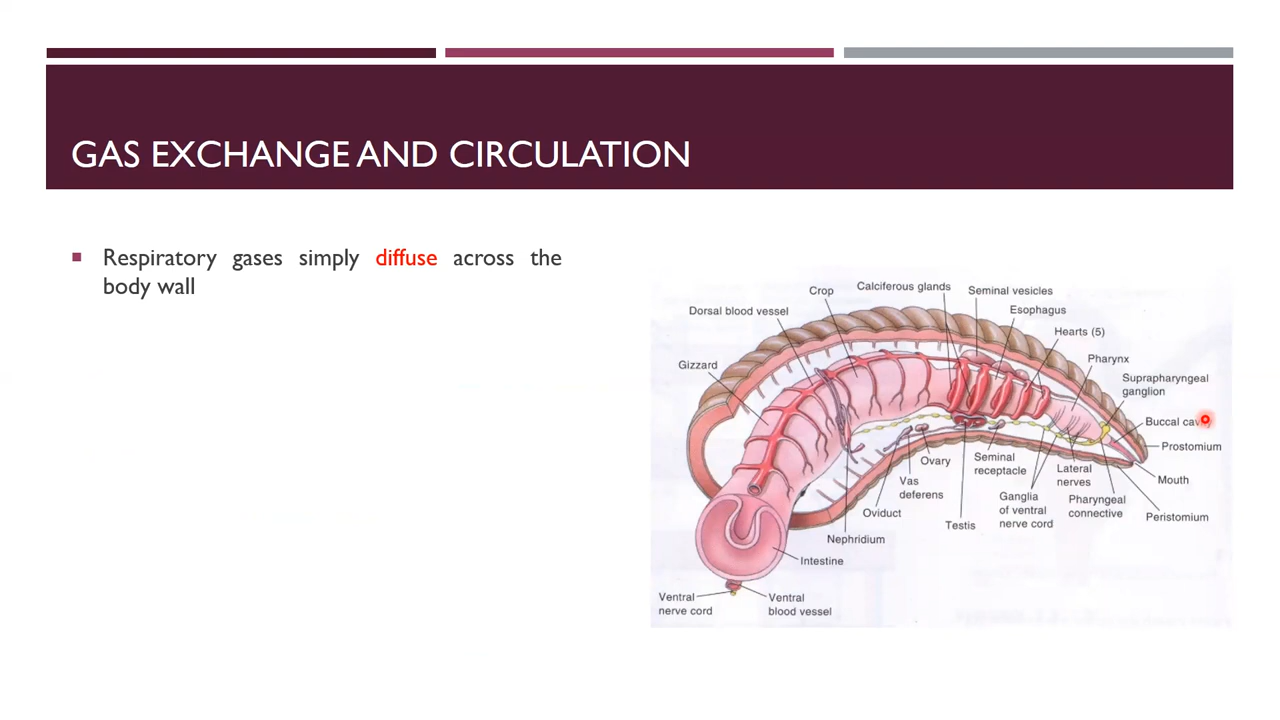 GAS EXCHANGE AND CIRCULATION
Respiratory gases simply diffuse across the
body wall
Crop
Calciferous glands
Seminal vesicles
Dorsal blood vessel
Esophagus
Hearts (5)
Gizzard
Pharynx
Suprapharyngeal
ganglion
Buccal
Prostomium
Mouth
Peristomium
Ovary
Seminal
receptacle
Lateral
nerves
Vas
deferens
Ganglia
of ventral
nerve cord
Pharyngeal
connective
Oviduct
Testis
Nephridium
Intestine
Ventral
nerve cord
Ventral
blood vessel